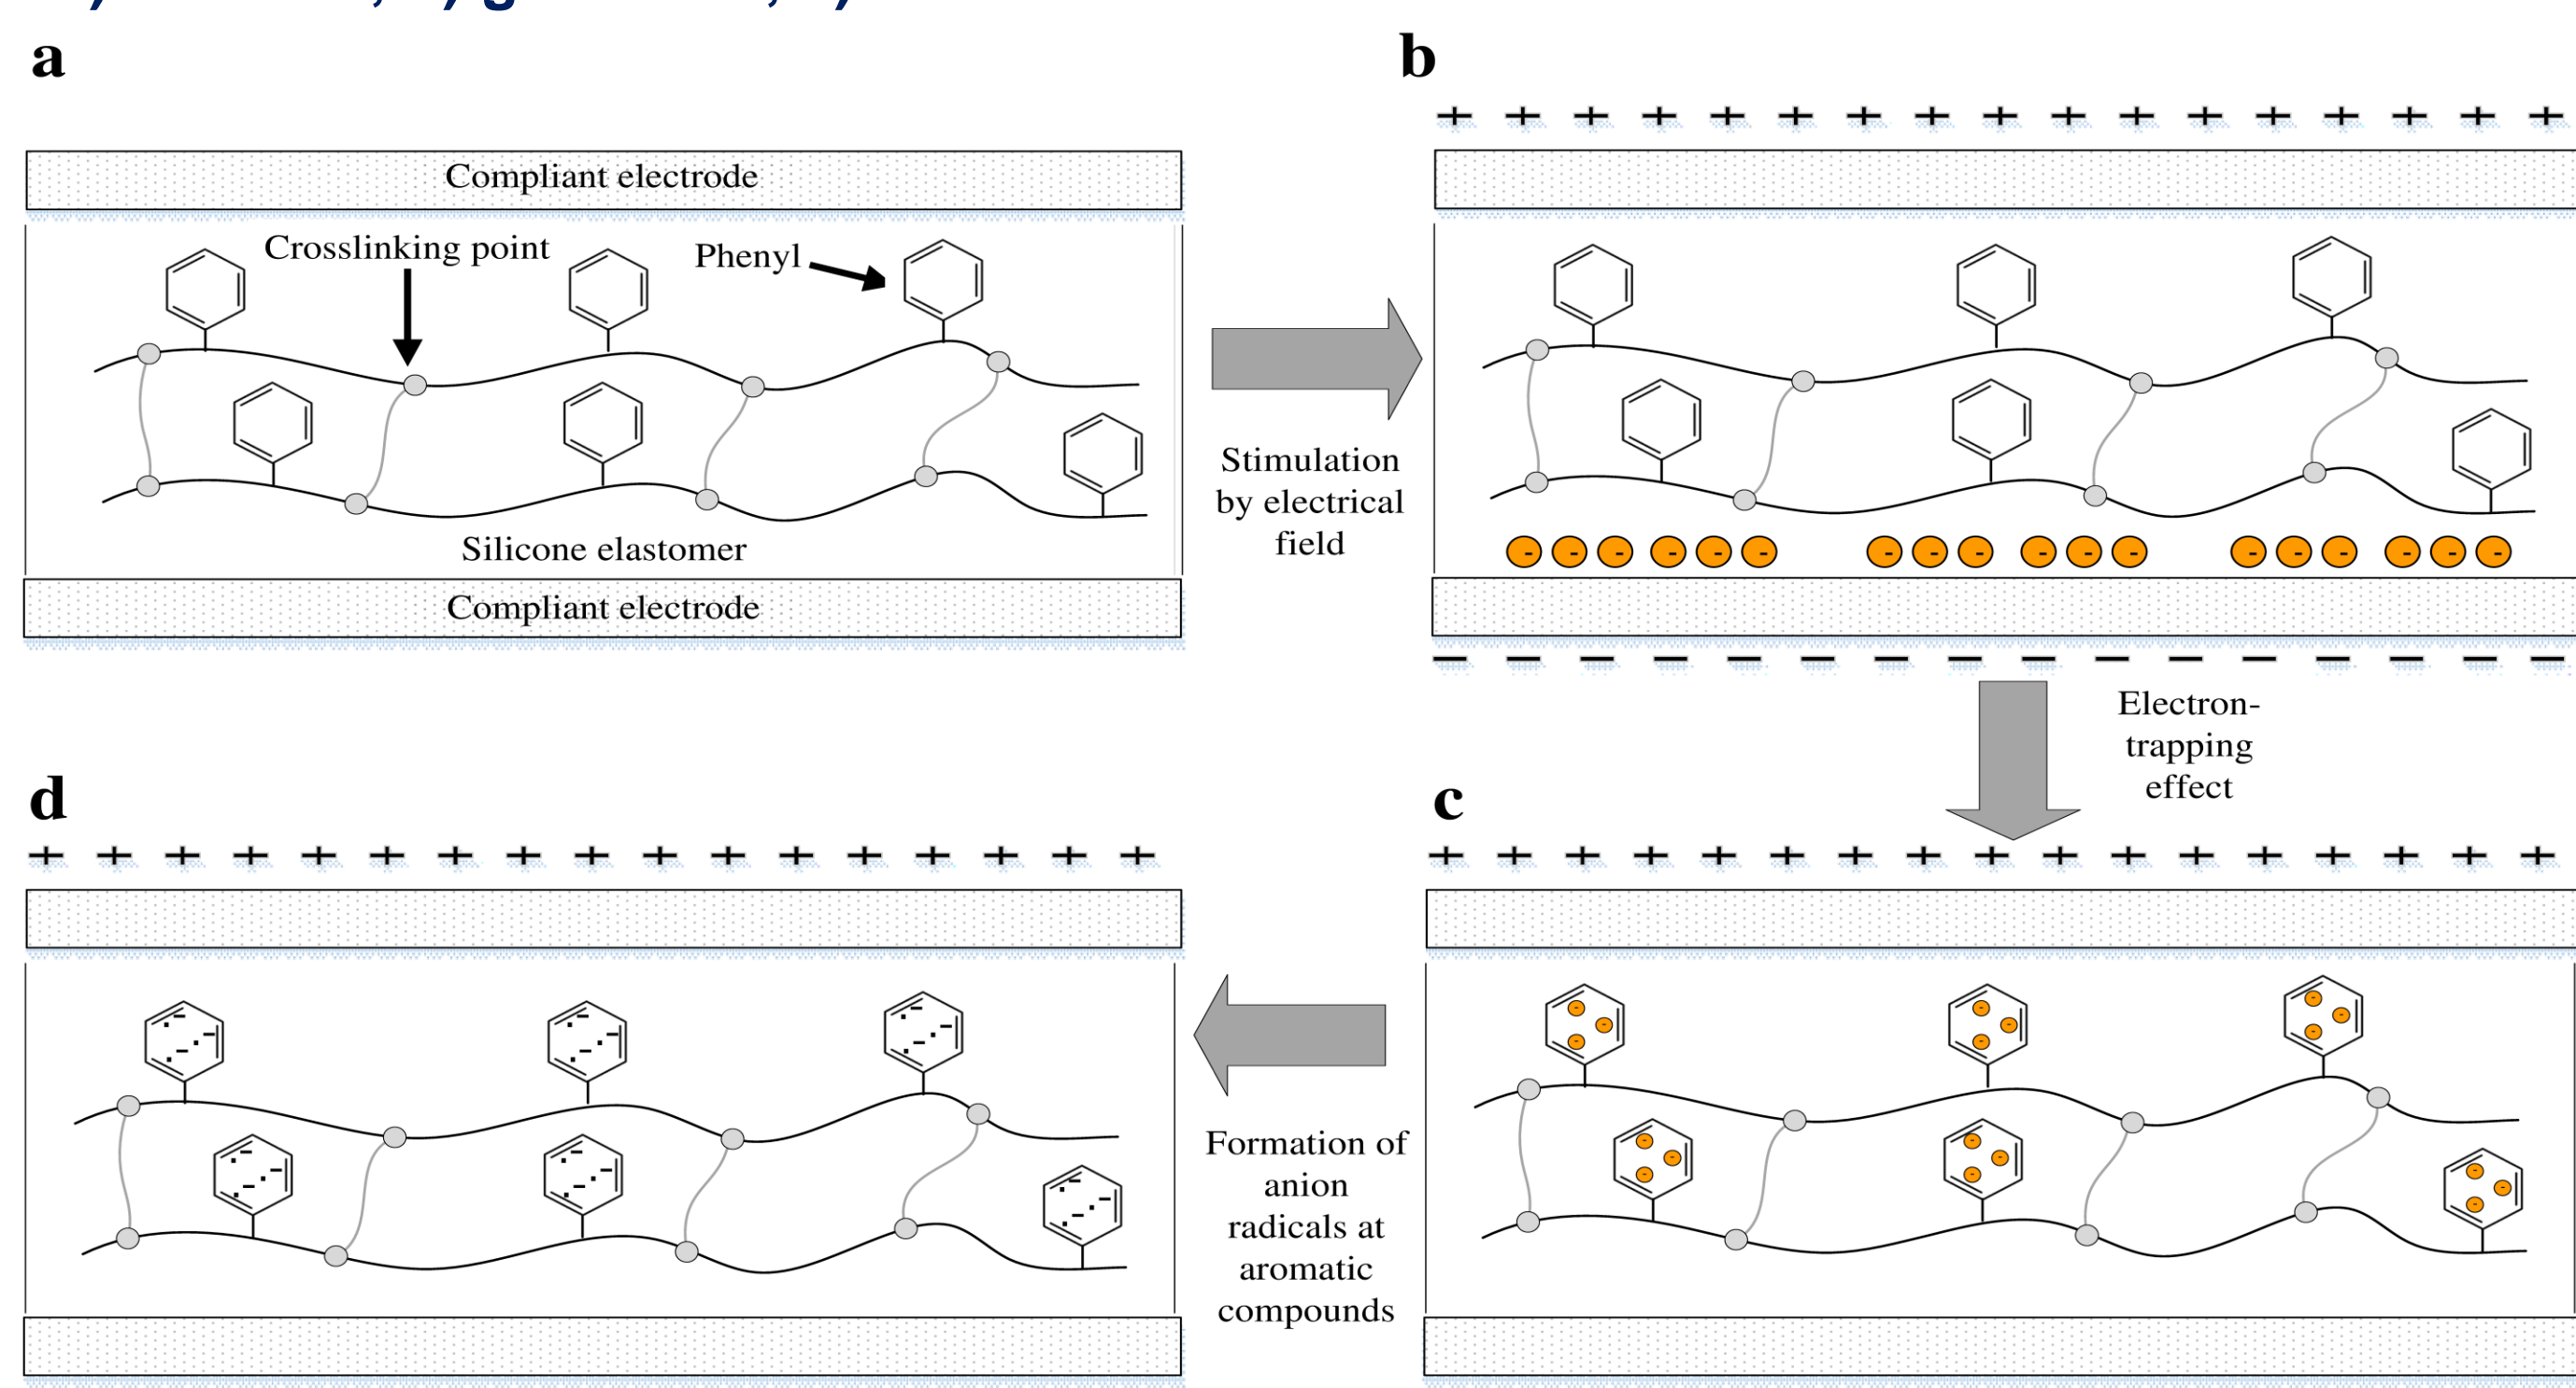 a
b
Compliant electrode
Crosslinking point
Phenyl
Silicone elastomer
Compliant electrode
Stimulation
by electrical
field
Electron-
trapping
effect
d
c
Formation of
anion
radicals at
aromatic
compounds